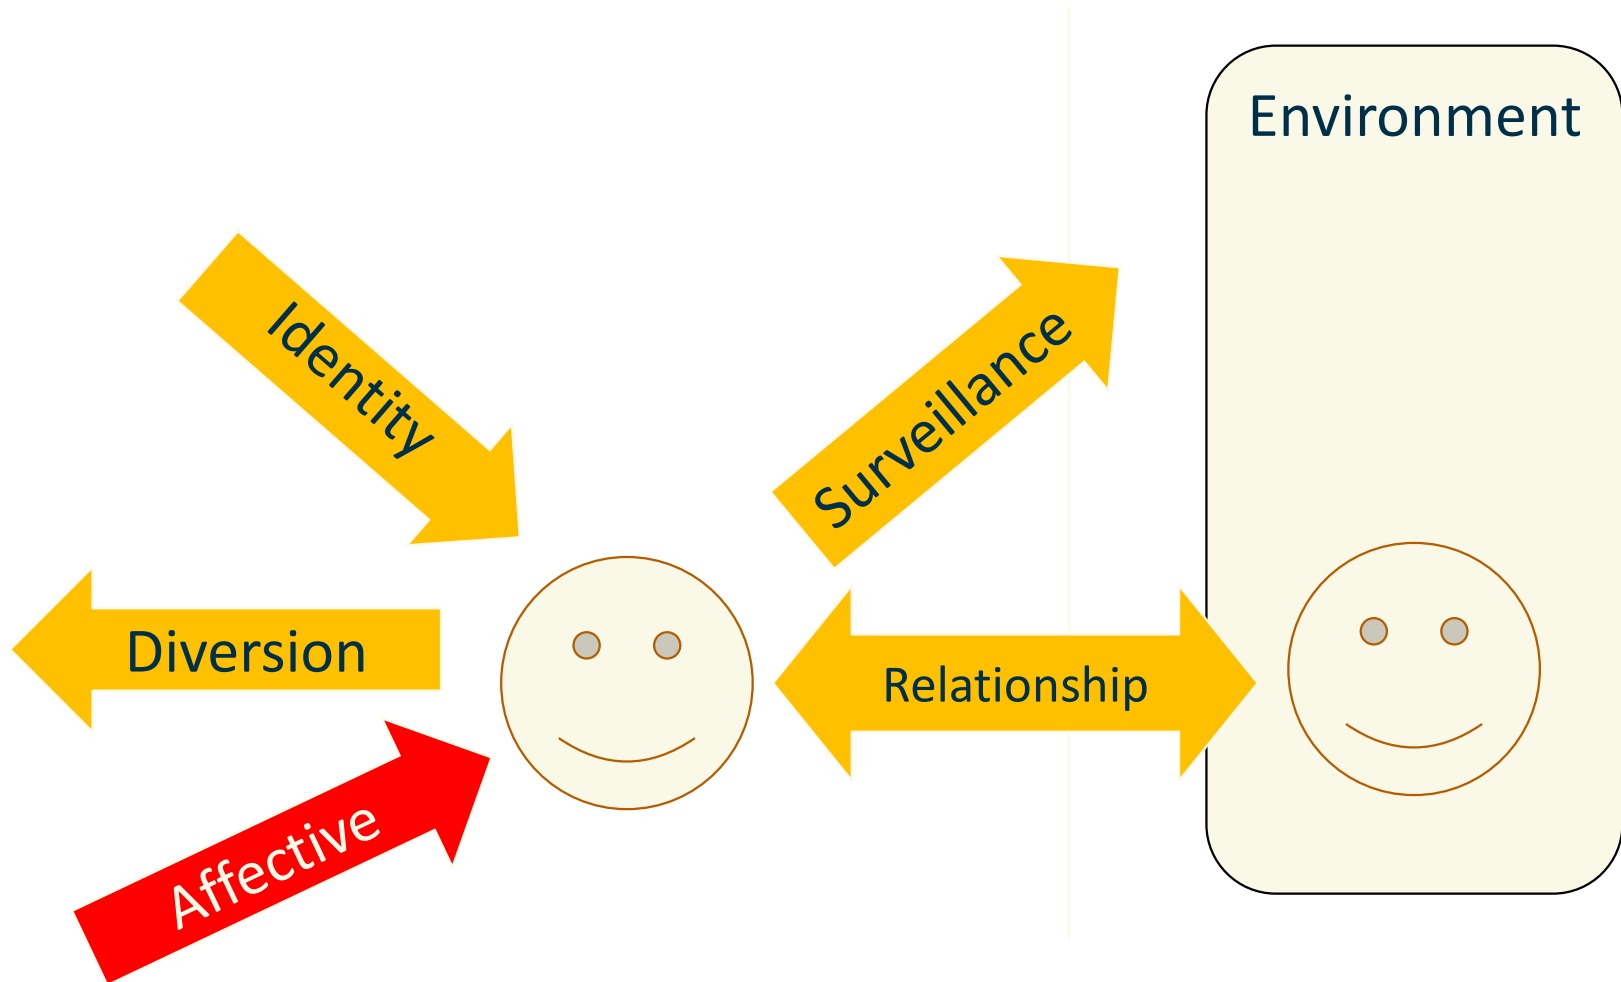 Environment
Identity
Surveillance
Diversion
Relationship
Affective